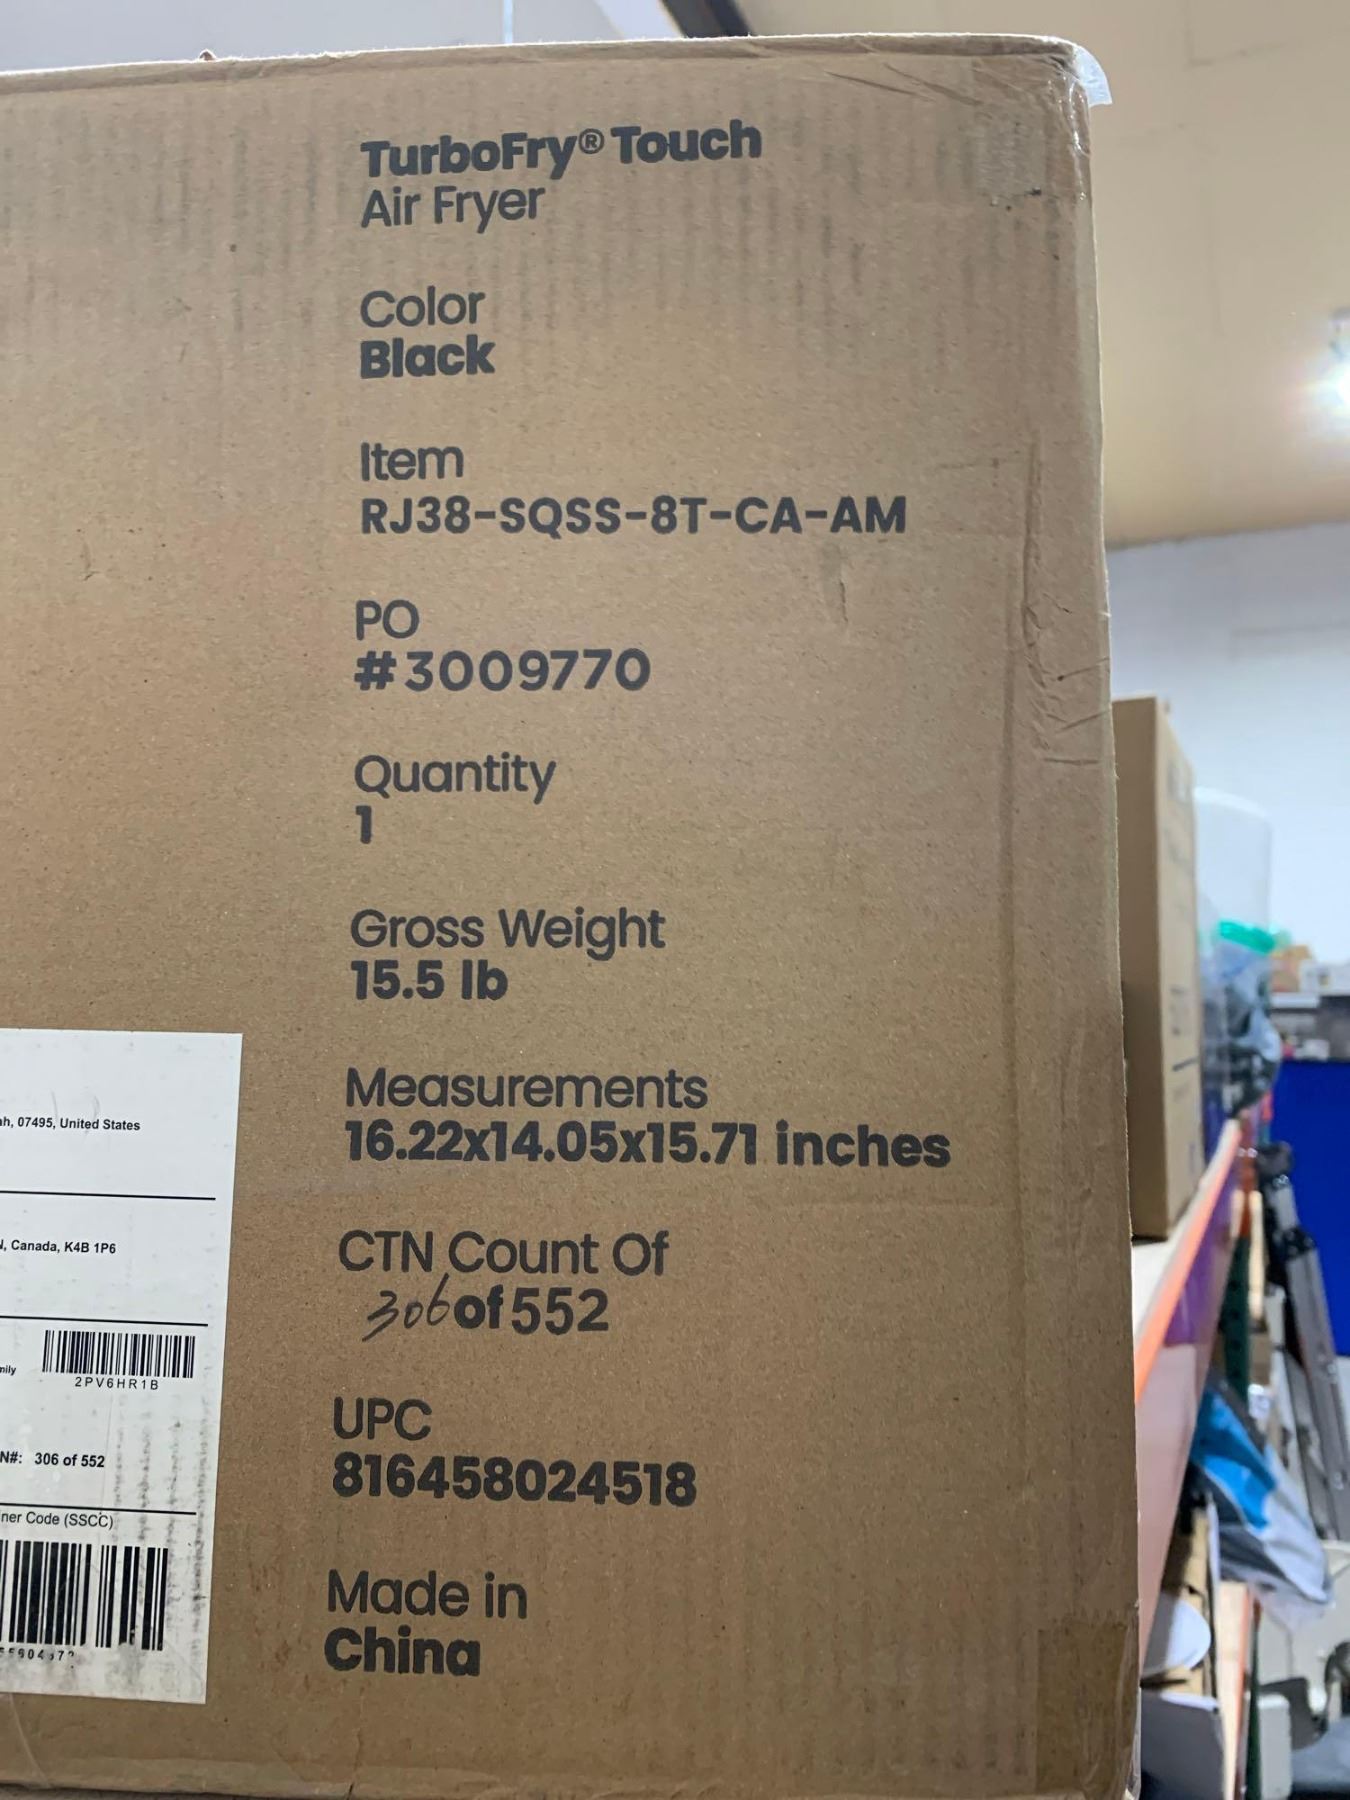 TurboFry® Touch
Air Fryer
Color
Black
Item
RJ38-SQSS-8T-CA-AM
PO
#3009770
Quantity
1
Gross Weight
15.5 lb
Measurements
16.22x14.05x15.71 inches
CTN Count Of
306 of 552
UPC
816458024518
Made in
China
07495, United States
Canada, K4B 1P6
2PV6HR1B
N#: 306 of 552
Code (SSCC)